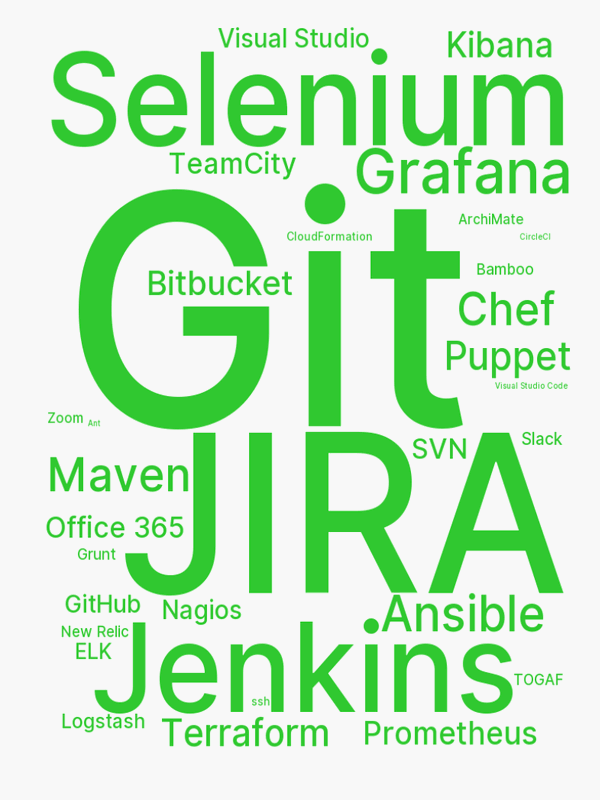 Visual Studio
Kibana
Selenium
TeamCity
Grafana
Git
ArchiMate
CloudFormation
CircleCI
Bitbucket
Bamboo
Chef
Puppet
Visual Studio Code
Zoom
Ant
JIRA
SVN
Slack
Maven
Office 365
Grunt
GitHub
Nagios
Ansible
New Relic
ELK
Jenkins
TOGAF
ssh
Logstash
Terraform
Prometheus